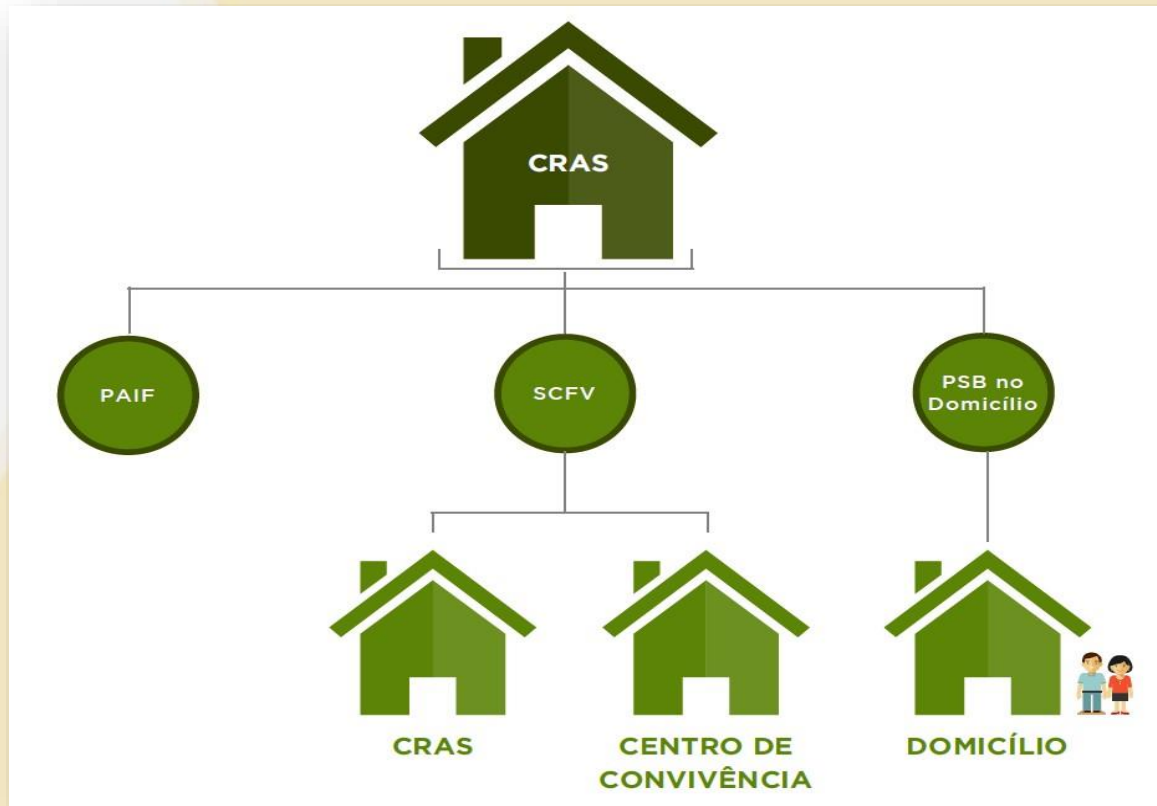 CRAS
PAIF
SCFV
PSB no
Domicílio
CRAS
CENTRO DE
CONVIVÊNCIA
DOMICÍLIO